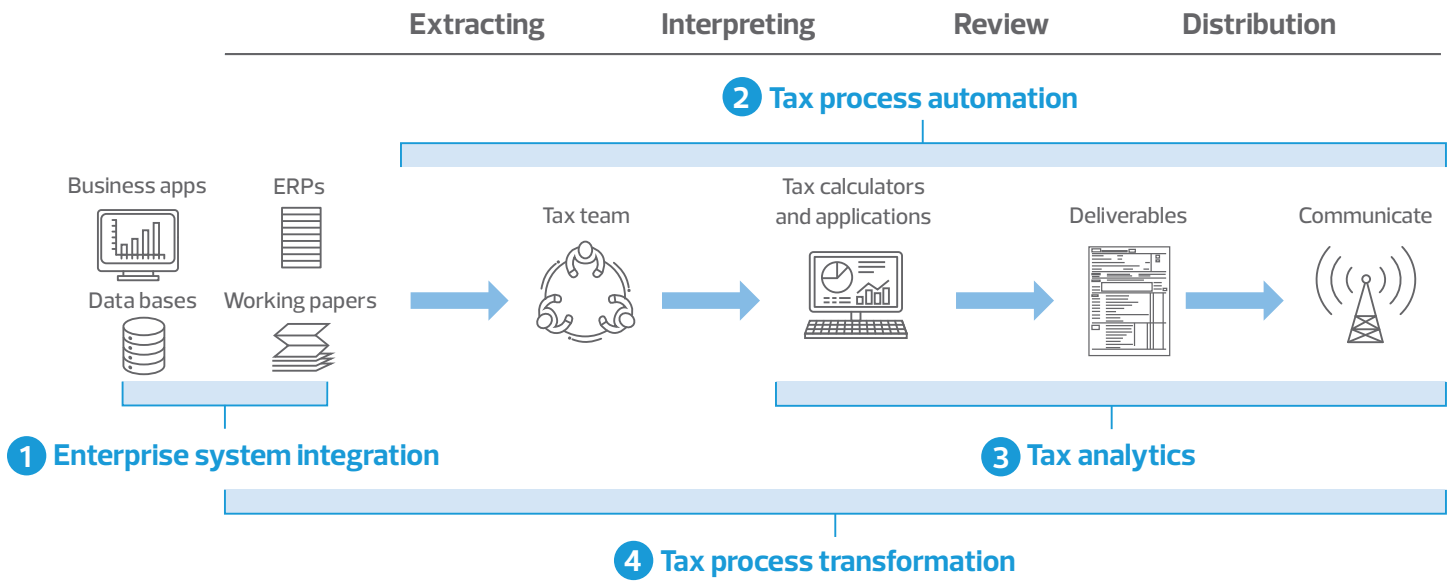 Extracting Interpreting Review Distribution
2 Tax process automation
Business apps
ERPs
Tax team
Tax calculators
and applications
Deliverables
Communicate
Data bases
Working papers
1 Enterprise system integration
3 Tax analytics
4 Tax process transformation